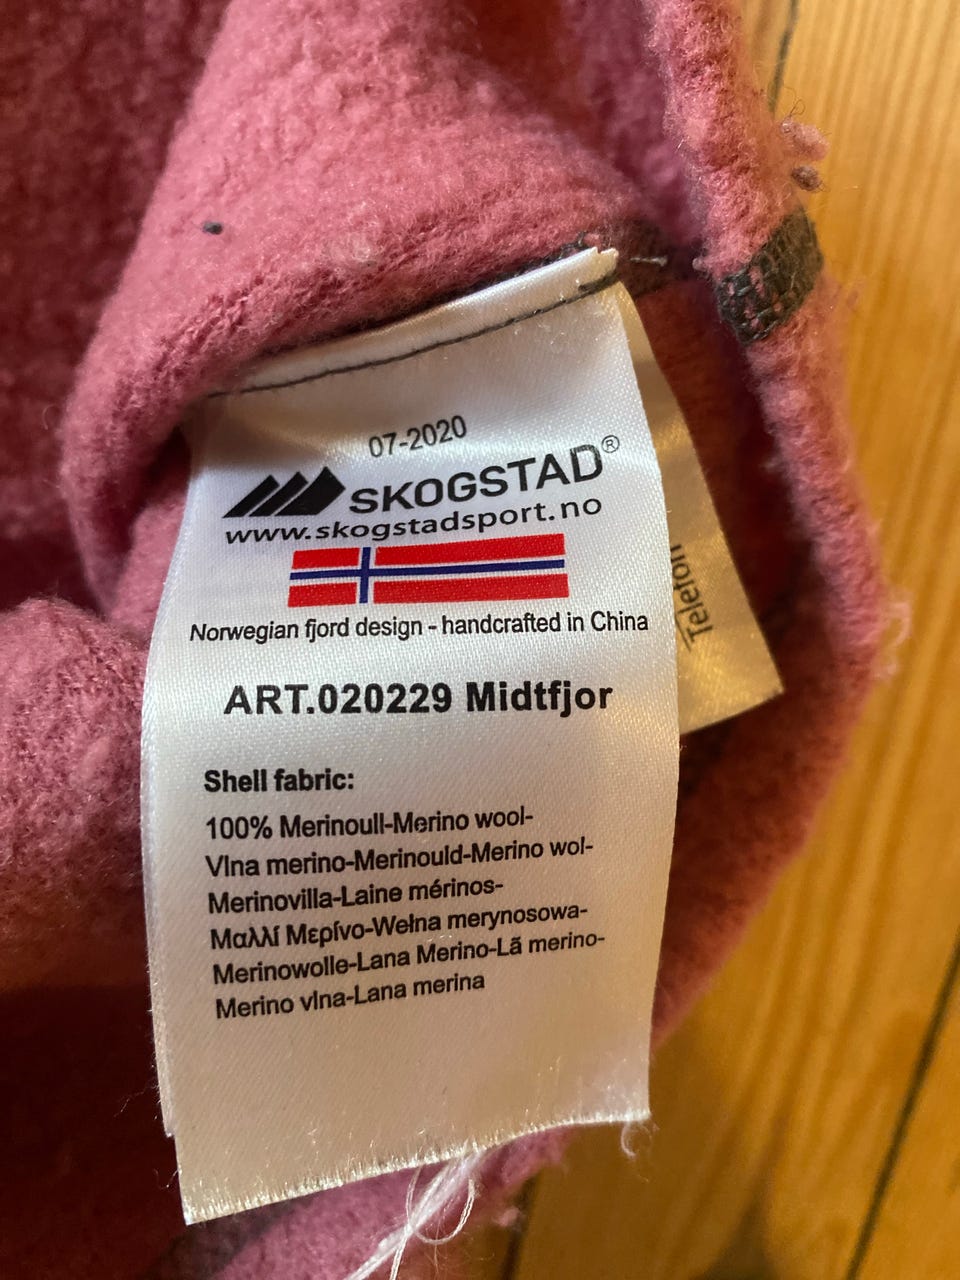 07-2020
SKOGSTAD®
www.skogstadsport.no
Norwegian fjord design - handcrafted in China
ART.020229 Midtfjor
Shell fabric:
100% Merinoull-Merino wool-
Vlna merino-Merinould-Merino wol-
Merinovilla-Laine mérinos-
Μαλλί Μερίνο-Wełna merynosowa-
Merinowolle-Lana Merino-Lã merino-
Merino vlna-Lana merina
Telefon